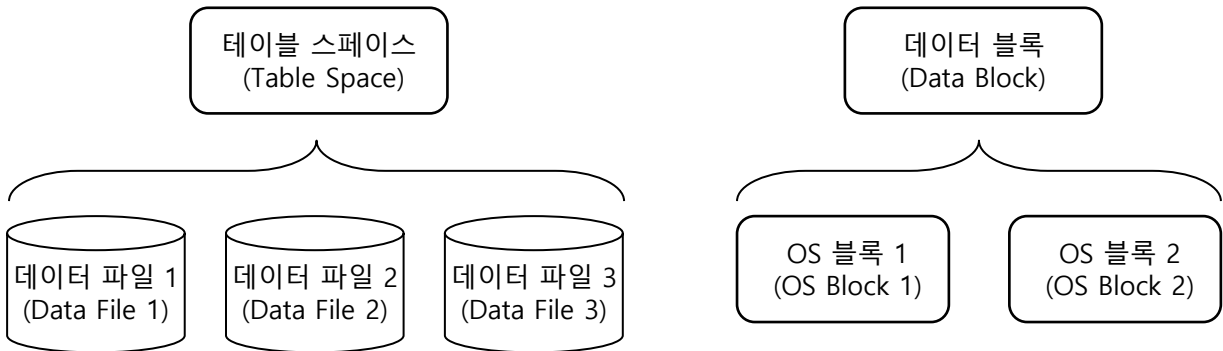 테이블 스페이스
(Table Space)
데이터 블록
(Data Block)
데이터 파일 1
(Data File 1)
데이터 파일 2
(Data File 2)
데이터 파일 3
(Data File 3)
OS 블록 1
(OS Block 1)
OS 블록 2
(OS Block 2)